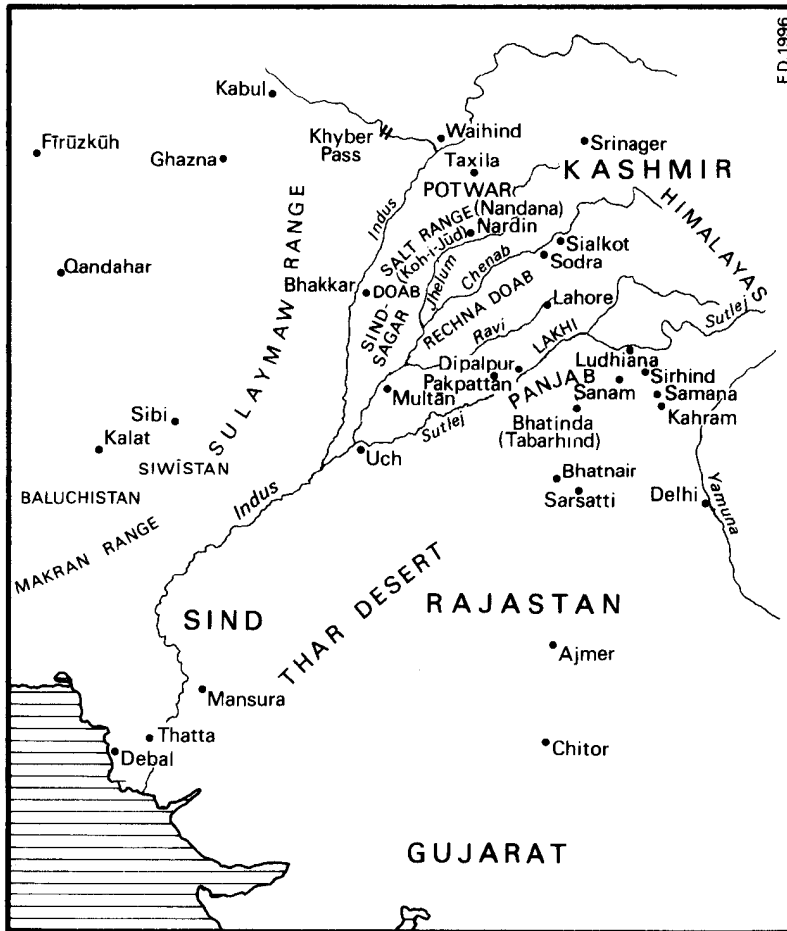 F.D 1996
Kabul
Fīrūzkūh
Ghazna
Khyber
Pass
Waihind
Srinager
Taxila
KASHMIR
POTWAR
(Nandana)
SALT RANGE
(Koh-i-Jūd)
Nardin
HIMALAYAS
Indus
Qandahar
Sialkot
Sodra
Chenab
Jhelum
Bhakkar
DOAB
SIND-
SAGAR
RECHNA DOAB
Lahore
Ravi
LAKHI
Sutlej
SULAYMAW RANGE
Dipalpur
Pakpattan
Ludhiana
Sirhind
PANJAB
Sanam
Samana
Kahram
Multān
Bhatinda
(Tabarhind)
Sutlej
Sibi
Kalat
SIWĪSTAN
Uch
BALUCHISTAN
Bhatnair
Sarsatti
Delhi
Yamuna
Indus
MAKRAN RANGE
SIND
THAR DESERT
RAJASTAN
Ajmer
Mansura
Thatta
Debal
Chitor
GUJARAT